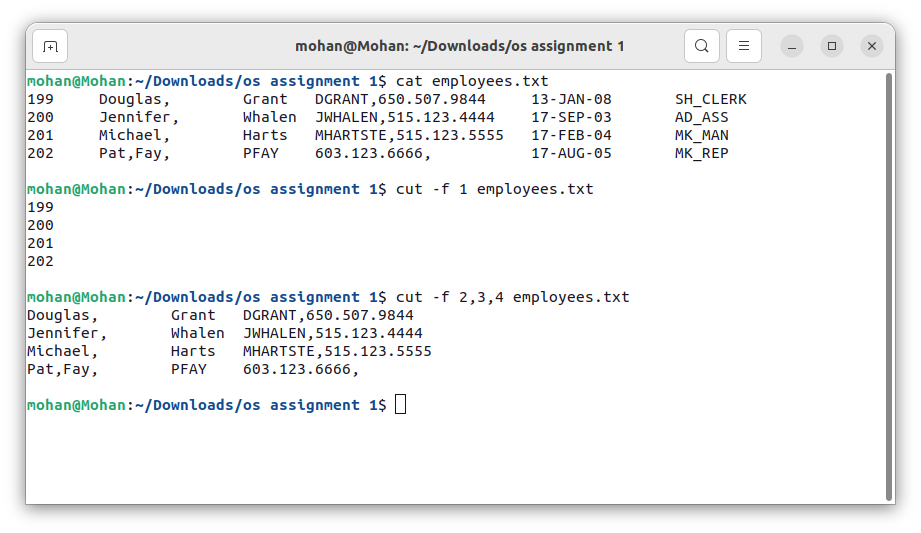 mohan@Mohan: ~/Downloads/os assignment 1
mohan@Mohan:~/Downloads/os assignment 1$ cat employees.txt
199     Douglas,        Grant   DGRANT,650.507.9844     13-JAN-08       SH_CLERK
200     Jennifer,       Whalen  JWHALEN,515.123.4444    17-SEP-03       AD_ASS
201     Michael,        Harts   MHARTSTE,515.123.5555   17-FEB-04       MK_MAN
202     Pat,Fay,        PFAY    603.123.6666,           17-AUG-05       MK_REP
mohan@Mohan:~/Downloads/os assignment 1$ cut -f 1 employees.txt
199
200
201
202
mohan@Mohan:~/Downloads/os assignment 1$ cut -f 2,3,4 employees.txt
Douglas,        Grant   DGRANT,650.507.9844
Jennifer,       Whalen  JWHALEN,515.123.4444
Michael,        Harts   MHARTSTE,515.123.5555
Pat,Fay,        PFAY    603.123.6666,
mohan@Mohan:~/Downloads/os assignment 1$